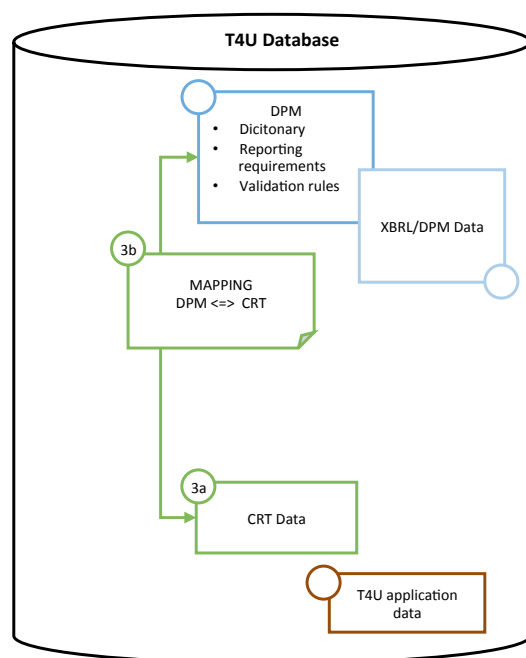 T4U Database
DPM
• Dicitonary
• Reporting
requirements
• Validation rules
XBRL/DPM Data
3b
MAPPING
DPM <=> CRT
3a
CRT Data
T4U application
data